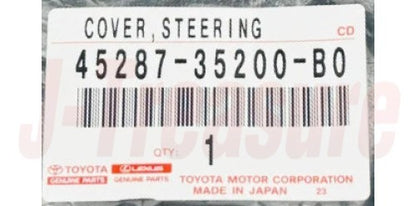 COVER, STEERING CD
45287-35200-B0
J-Treasure
QTY: 1
TOYOTA LEXUS TOYOTA MOTOR CORPORATION
GENUINE PARTS GENUINE PARTS MADE IN JAPAN 23